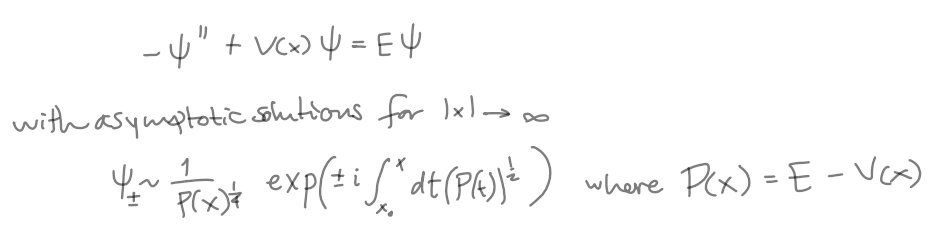 -ψ'' + V(x) ψ = E ψ
with asymptotic solutions for |x| → ∞
ψ± ~ 1/P(x)^{1/4} exp(± i ∫_{x₀}^{x} dt (P(t))^{1/2}) where P(x) = E - V(x)